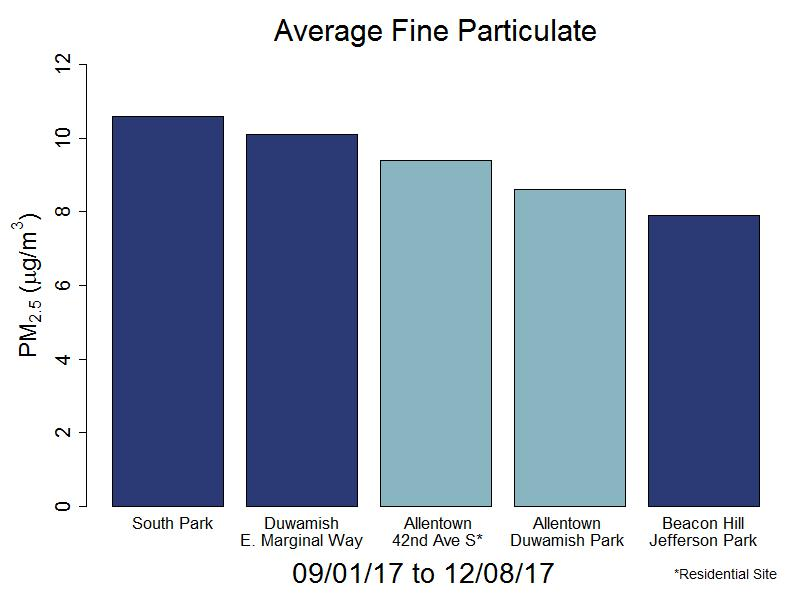 Average Fine Particulate
PM2.5 (µg/m3)
12
10
8
6
4
2
0
South Park
Duwamish
E. Marginal Way
Allentown
42nd Ave S*
Allentown
Duwamish Park
Beacon Hill
Jefferson Park
09/01/17 to 12/08/17
*Residential Site